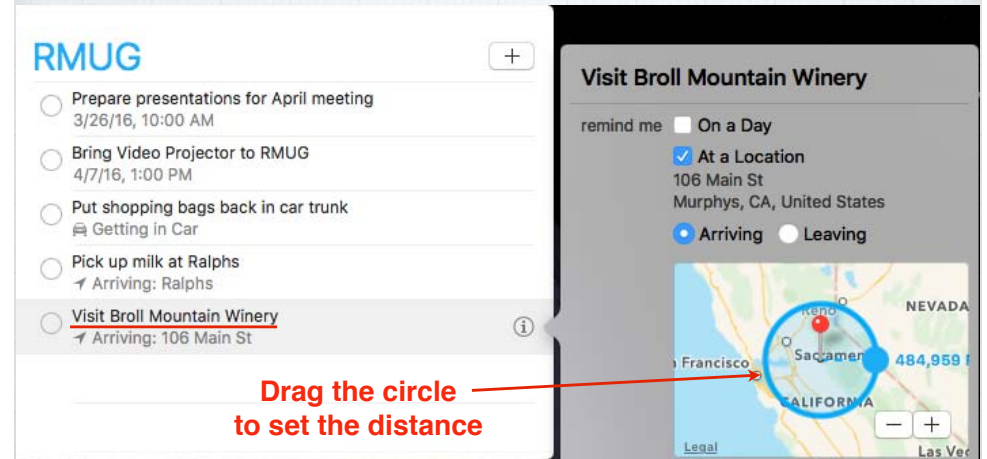 RMUG
+
Prepare presentations for April meeting
3/26/16, 10:00 AM
Bring Video Projector to RMUG
4/7/16, 1:00 PM
Put shopping bags back in car trunk
Getting in Car
Pick up milk at Ralphs
Arriving: Ralphs
Visit Broll Mountain Winery
Arriving: 106 Main St
Drag the circle
to set the distance
Visit Broll Mountain Winery
remind me On a Day
At a Location
106 Main St
Murphys, CA, United States
Arriving Leaving
Reno
NEVADA
Sacramen
Francisco
484,959
CALIFORNIA
− +
Legal
Las Veg